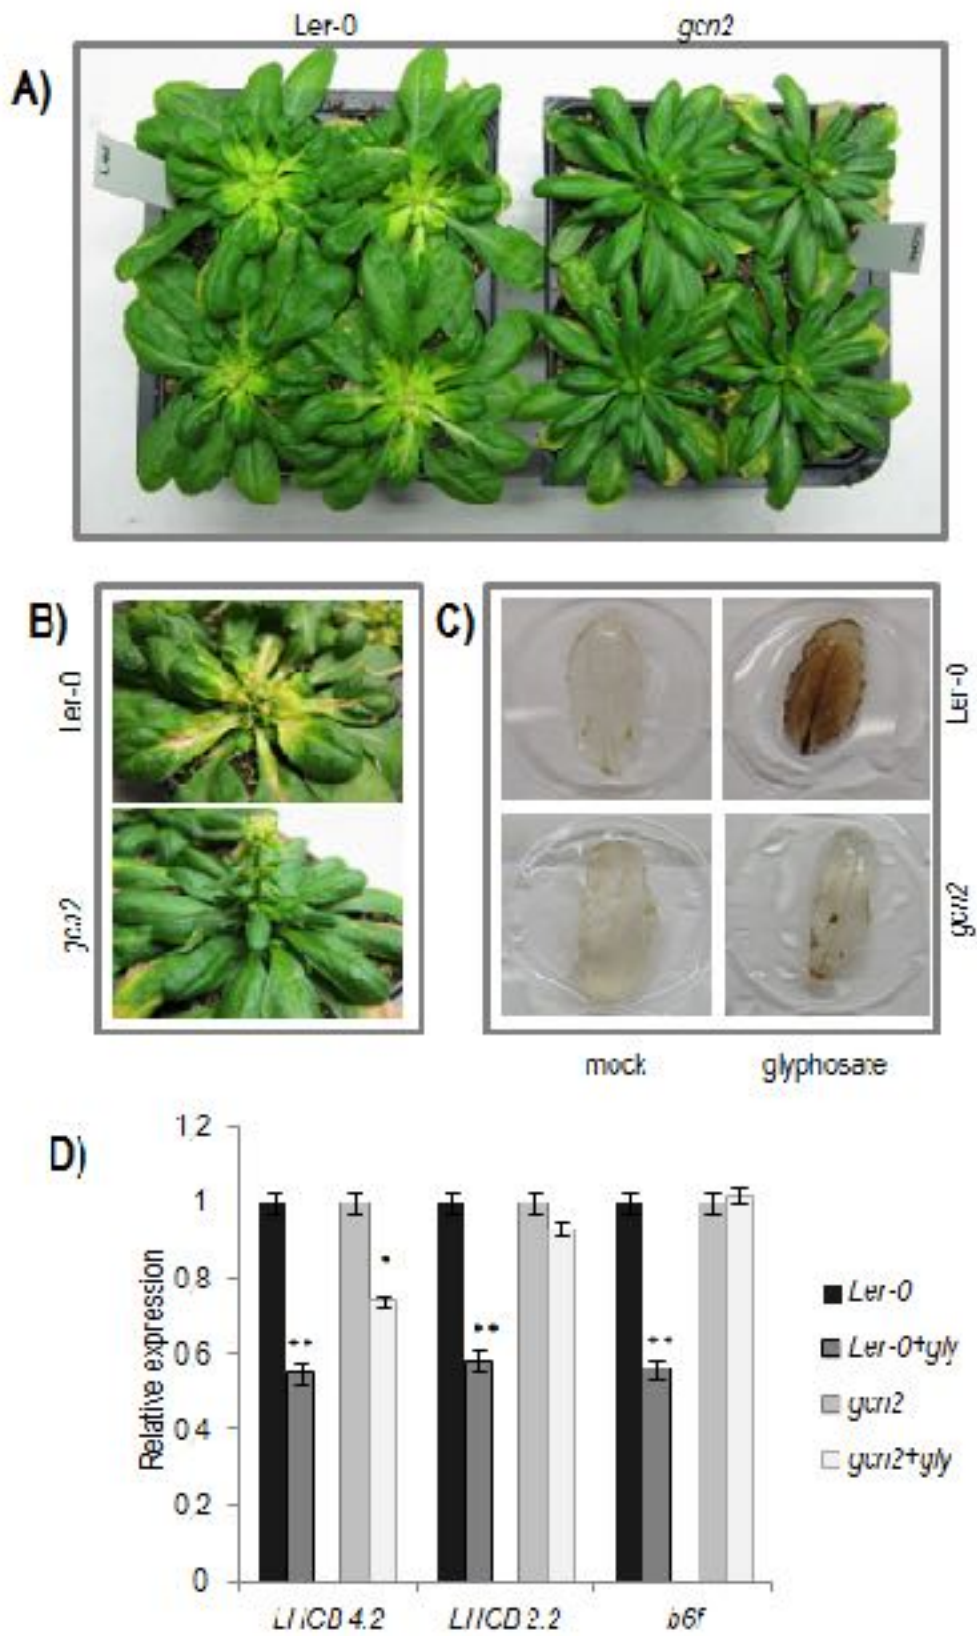 Ler-0 gcn2
A)
B) C)
Ler-0
gcn2
Ler-0
gcn2
mock glyphosate
D)
Relative expression
1.2
1
0.8
0.6
0.4
0.2
0
**
*
**
**
Ler-0
Ler-0+gly
gcn2
gcn2+gly
LHCB 4.2 LHCB 2.2 b6f